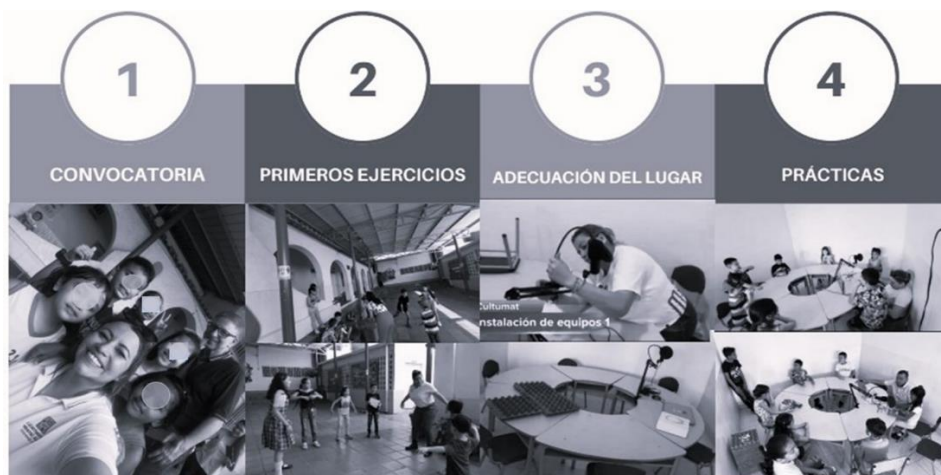 1
2
3
4
CONVOCATORIA
PRIMEROS EJERCICIOS
ADECUACIÓN DEL LUGAR
PRÁCTICAS
Cultumat
nstalación de equipos 1